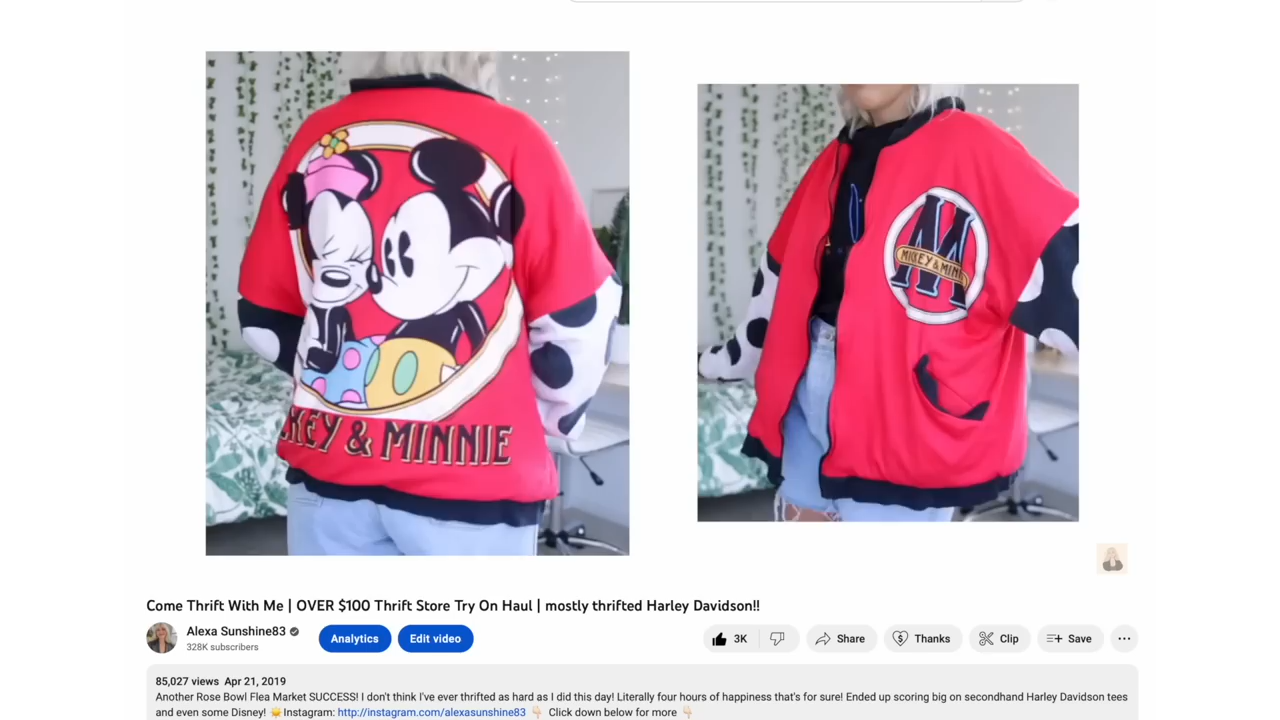 KEY & MINNIE
M
MICKEY & MINN
Come Thrift With Me | OVER $100 Thrift Store Try On Haul | mostly thrifted Harley Davidson!!
Alexa Sunshine83
328K subscribers
Analytics
Edit video
3K
Share
Thanks
Clip
Save
85,027 views Apr 21, 2019
Another Rose Bowl Flea Market SUCCESS! I don't think I've ever thrifted as hard as I did this day! Literally four hours of happiness that's for sure! Ended up scoring big on secondhand Harley Davidson tees
and even some Disney! 🌟 Instagram: http://instagram.com/alexasunshine83 👇🏻 Click down below for more 👇🏻